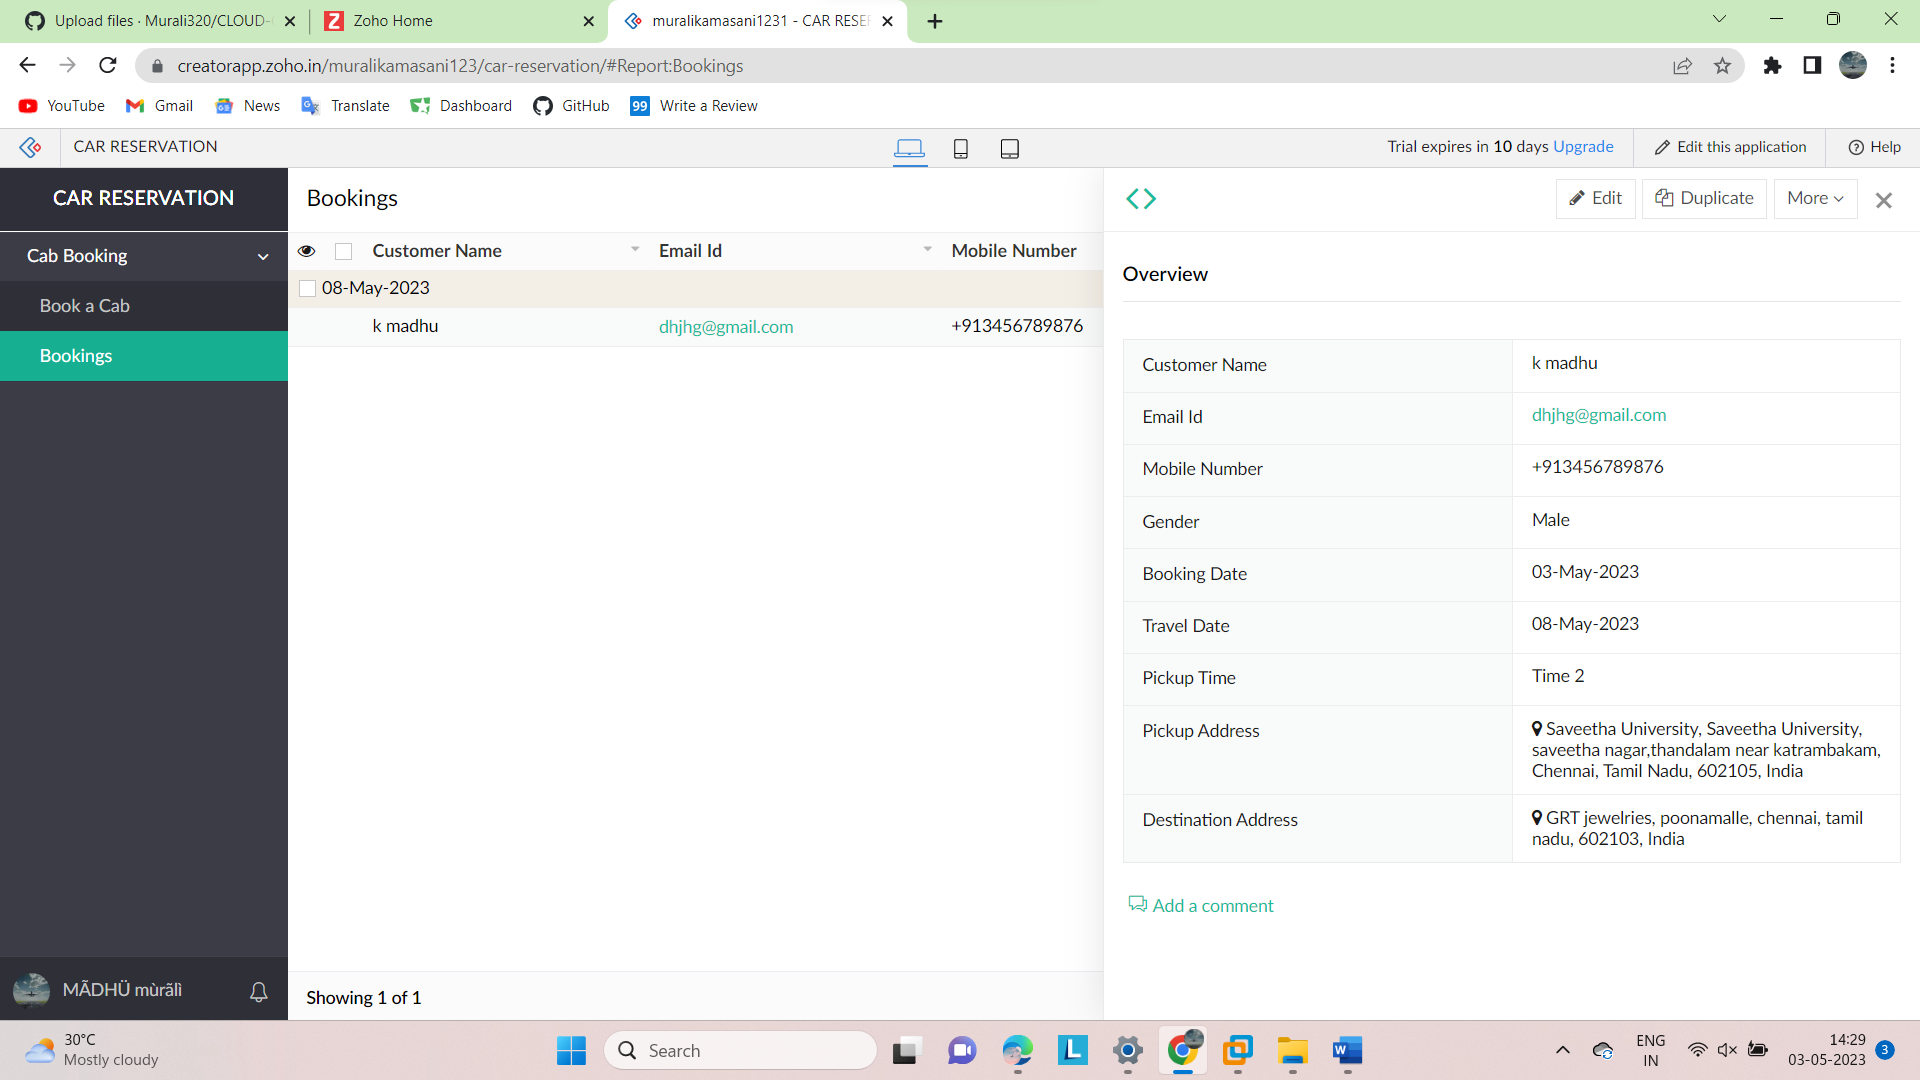 Upload files · Murali320/CLOUD-
Zoho Home
muralikamasani1231 - CAR RESE
creatorapp.zoho.in/muralikamasani123/car-reservation/#Report:Bookings
YouTube
Gmail
News
Translate
Dashboard
GitHub
99
Write a Review
CAR RESERVATION
Trial expires in 10 days Upgrade
Edit this application
Help
CAR RESERVATION
Cab Booking
Book a Cab
Bookings
MÃDHÜ mùrãlì
Bookings
Customer Name
Email Id
Mobile Number
08-May-2023
k madhu
dhjhg@gmail.com
+913456789876
Showing 1 of 1
Edit
Duplicate
More
Overview
Customer Name
k madhu
Email Id
dhjhg@gmail.com
Mobile Number
+913456789876
Gender
Male
Booking Date
03-May-2023
Travel Date
08-May-2023
Pickup Time
Time 2
Pickup Address
Saveetha University, Saveetha University,
saveetha nagar,thandalam near katrambakam,
Chennai, Tamil Nadu, 602105, India
Destination Address
GRT jewelries, poonamalle, chennai, tamil
nadu, 602103, India
Add a comment
30°C
Mostly cloudy
Search
ENG
IN
14:29
03-05-2023
3